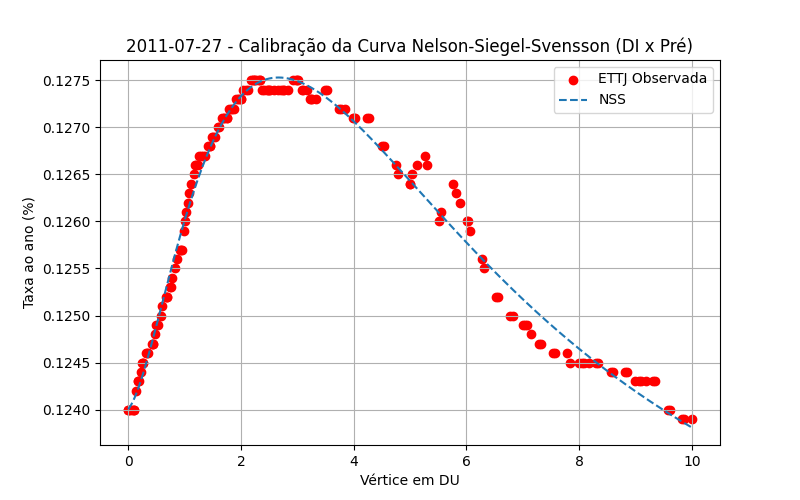 2011-07-27 - Calibração da Curva Nelson-Siegel-Svensson (DI x Pré)
ETTJ Observada
NSS
Taxa ao ano (%)
0.1275
0.1270
0.1265
0.1260
0.1255
0.1250
0.1245
0.1240
0 2 4 6 8 10
Vértice em DU